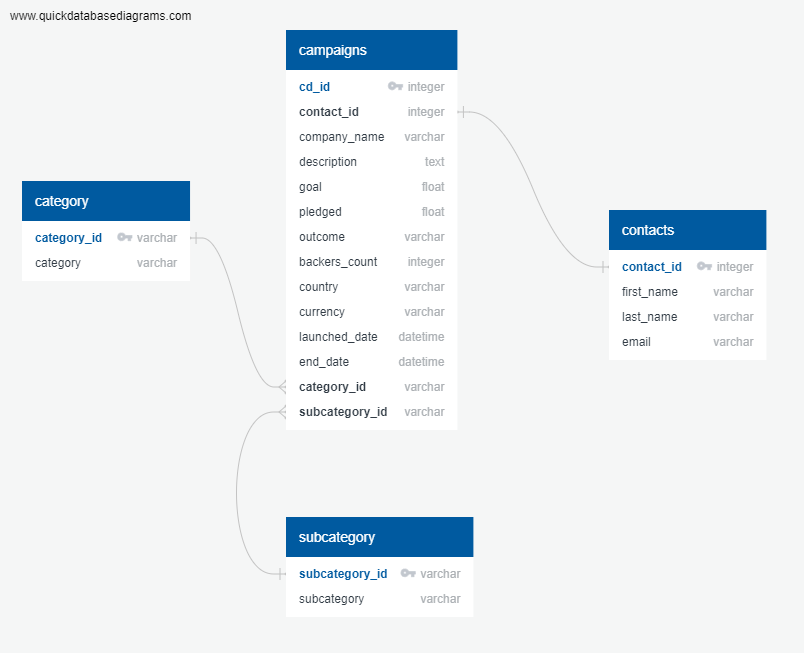 www.quickdatabasediagrams.com
campaigns
cd_id integer
contact_id integer
company_name varchar
description text
goal float
pledged float
outcome varchar
backers_count integer
country varchar
currency varchar
launched_date datetime
end_date datetime
category_id varchar
subcategory_id varchar
category
category_id varchar
category varchar
contacts
contact_id integer
first_name varchar
last_name varchar
email varchar
subcategory
subcategory_id varchar
subcategory varchar